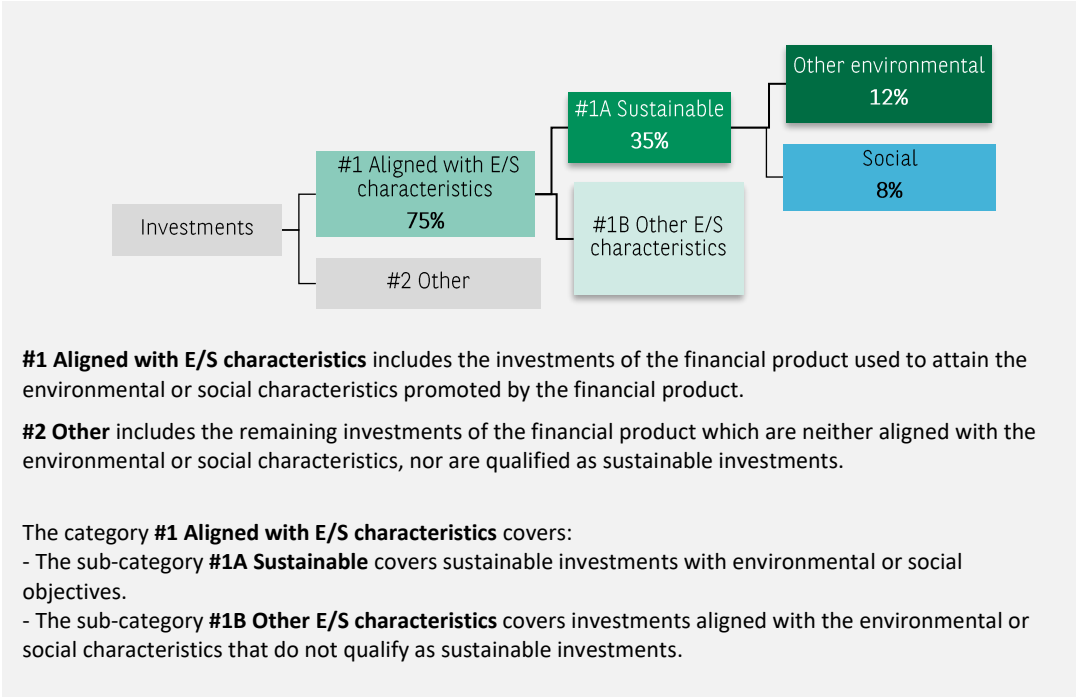 Other environmental
12%
#1A Sustainable
35%
Social
8%
#1 Aligned with E/S
characteristics
75%
#1B Other E/S
characteristics
Investments
#2 Other
#1 Aligned with E/S characteristics includes the investments of the financial product used to attain the
environmental or social characteristics promoted by the financial product.
#2 Other includes the remaining investments of the financial product which are neither aligned with the
environmental or social characteristics, nor are qualified as sustainable investments.
The category #1 Aligned with E/S characteristics covers:
- The sub-category #1A Sustainable covers sustainable investments with environmental or social
objectives.
- The sub-category #1B Other E/S characteristics covers investments aligned with the environmental or
social characteristics that do not qualify as sustainable investments.